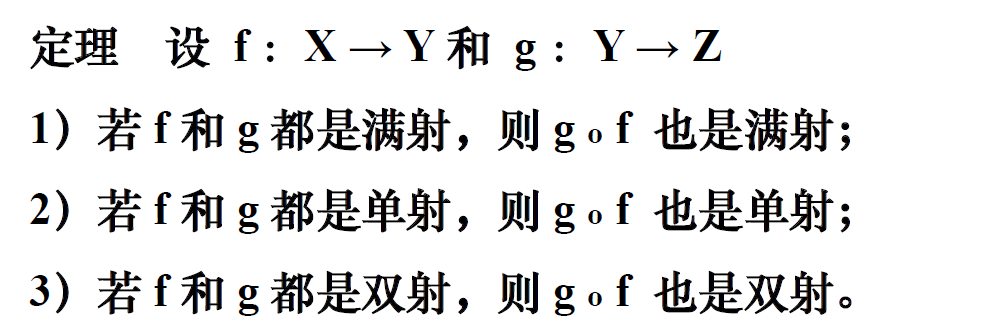 定理 设 f： X → Y 和 g： Y → Z
1）若 f 和 g 都是满射，则 g o f 也是满射；
2）若 f 和 g 都是单射，则 g o f 也是单射；
3）若 f 和 g 都是双射，则 g o f 也是双射。